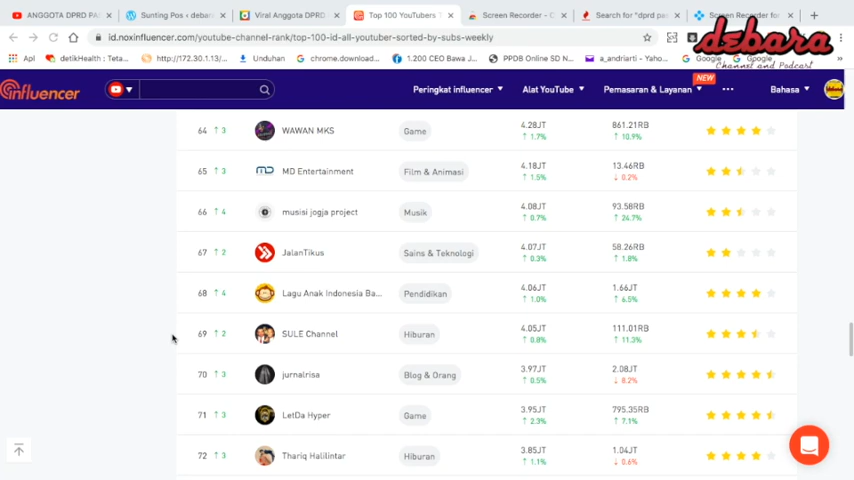 ANGGOTA DPRD PA
Sunting Pos « debar
Viral Anggota DPRD
Top 100 YouTubers T
Screen Recorder - C
Search for "dprd pa
Screen Recorder for
id.noxinfluencer.com/youtube-channel-rank/top-100-id-all-youtuber-sorted-by-subs-weekly
debara
Channel and Podcast
Apl
detikHealth : Teta...
http://172.30.1.13/...
Unduhan
chrome.download...
1.200 CEO Bawa J...
PPDB Online SD N...
a_andriarti - Yaho...
Google
Google
influencer
Peringkat influencer
Alat YouTube
Pemasaran & Layanan
NEW
Bahasa
64 ↑ 3 WAWAN MKS Game 4.28JT ↑ 1.7% 861.21RB ↑ 10.9%
65 ↑ 3 MD Entertainment Film & Animasi 4.18JT ↑ 1.5% 13.46RB ↓ 0.2%
66 ↑ 4 musisi jogja project Musik 4.08JT ↑ 0.7% 93.58RB ↑ 24.7%
67 ↑ 2 JalanTikus Sains & Teknologi 4.07JT ↑ 0.3% 58.26RB ↑ 1.8%
68 ↑ 4 Lagu Anak Indonesia Ba... Pendidikan 4.06JT ↑ 1.0% 1.66JT ↑ 6.5%
69 ↑ 2 SULE Channel Hiburan 4.05JT ↑ 0.8% 111.01RB ↑ 11.3%
70 ↑ 3 jurnalrisa Blog & Orang 3.97JT ↑ 0.5% 2.08JT ↓ 8.2%
71 ↑ 3 LetDa Hyper Game 3.95JT ↑ 2.3% 795.35RB ↑ 7.1%
72 ↑ 3 Thariq Halilintar Hiburan 3.85JT ↑ 1.1% 1.04JT ↓ 0.6%